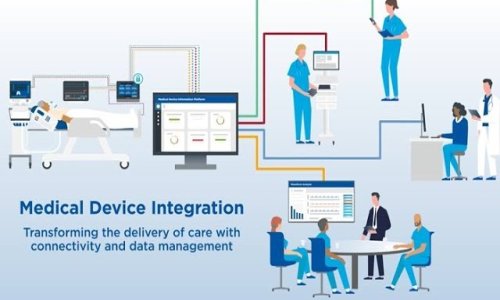 Medical Device Information Platform
Medical Device Integration
Transforming the delivery of care with
connectivity and data management